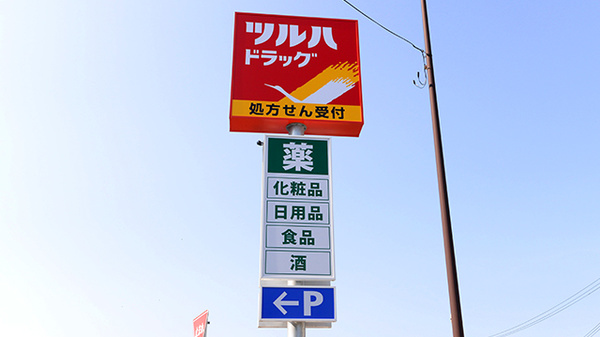 ツルハ
ドラッグ
処方せん受付
薬
化粧品
日用品
食品
酒
←P